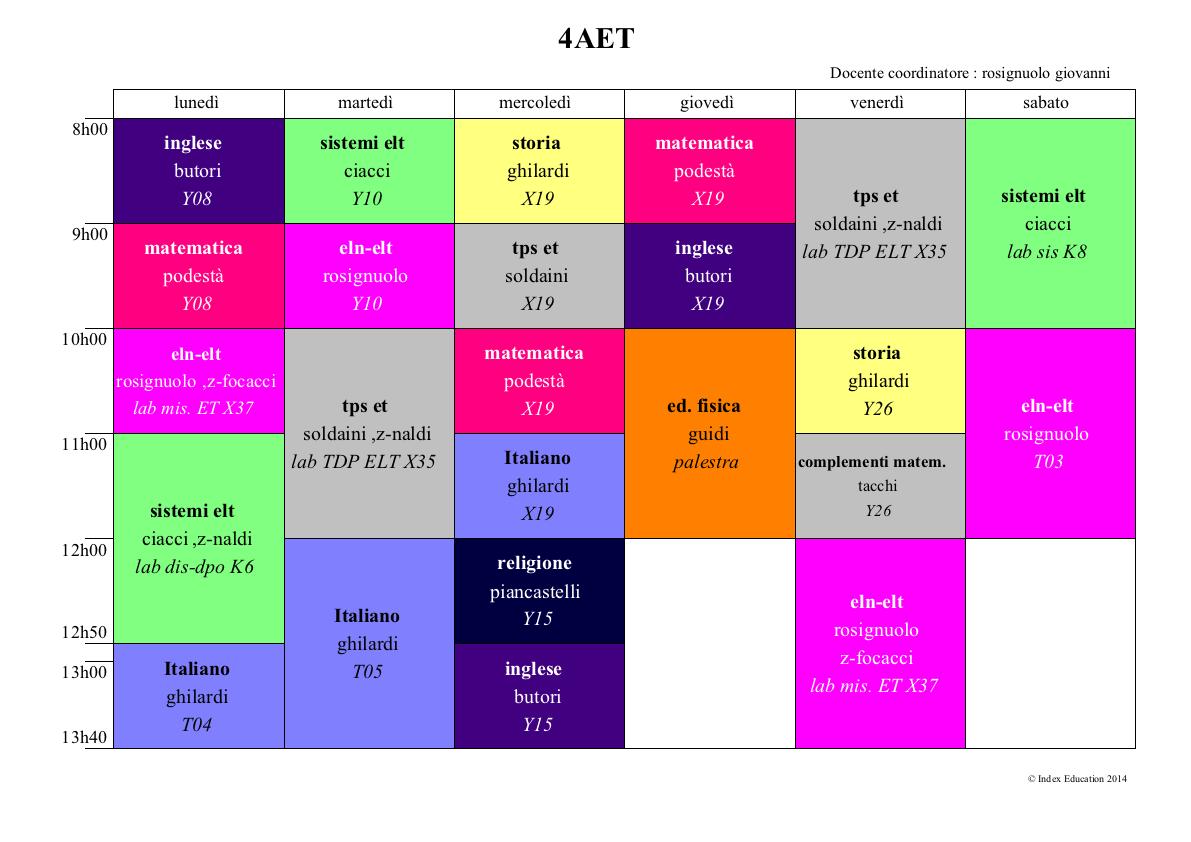 4AET
Docente coordinatore : rosignuolo giovanni
lunedì martedì mercoledì giovedì venerdì sabato
8h00
inglese
butori
Y08
sistemi elt
ciacci
Y10
storia
ghilardi
X19
matematica
podestà
X19
tps et
soldaini ,z-naldi
lab TDP ELT X35
sistemi elt
ciacci
lab sis K8
9h00
matematica
podestà
Y08
eln-elt
rosignuolo
Y10
tps et
soldaini
X19
inglese
butori
X19
10h00
eln-elt
rosignuolo ,z-focacci
lab mis. ET X37
tps et
soldaini ,z-naldi
lab TDP ELT X35
matematica
podestà
X19
ed. fisica
guidi
palestra
storia
ghilardi
Y26
eln-elt
rosignuolo
T03
11h00
sistemi elt
ciacci ,z-naldi
lab dis-dpo K6
Italiano
ghilardi
X19
complementi matem.
tacchi
Y26
12h00
Italiano
ghilardi
T05
religione
piancastelli
Y15
eln-elt
rosignuolo
z-focacci
lab mis. ET X37
12h50
13h00
Italiano
ghilardi
T04
inglese
butori
Y15
13h40
© Index Education 2014